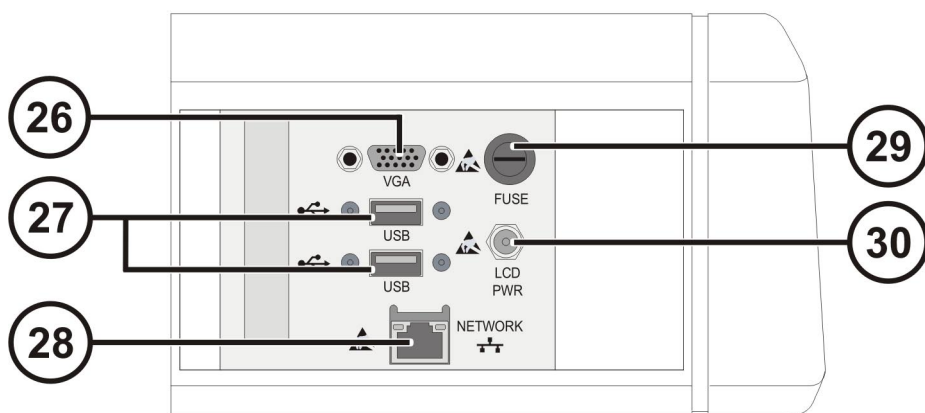 26
VGA
29
FUSE
27
USB
30
USB
LCD
PWR
28
NETWORK